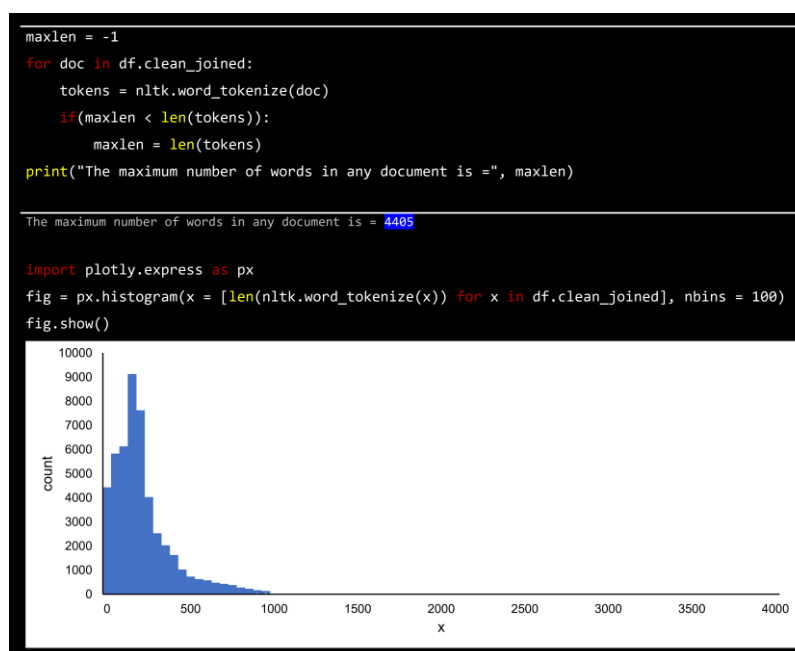 maxlen = -1
for doc in df.clean_joined:
    tokens = nltk.word_tokenize(doc)
    if(maxlen < len(tokens)):
        maxlen = len(tokens)
print("The maximum number of words in any document is =", maxlen)
The maximum number of words in any document is = 4405
import plotly.express as px
fig = px.histogram(x = [len(nltk.word_tokenize(x)) for x in df.clean_joined], nbins = 100)
fig.show()
10000
9000
8000
7000
6000
5000
4000
3000
2000
1000
0
count
0 500 1000 1500 2000 2500 3000 3500 4000
x